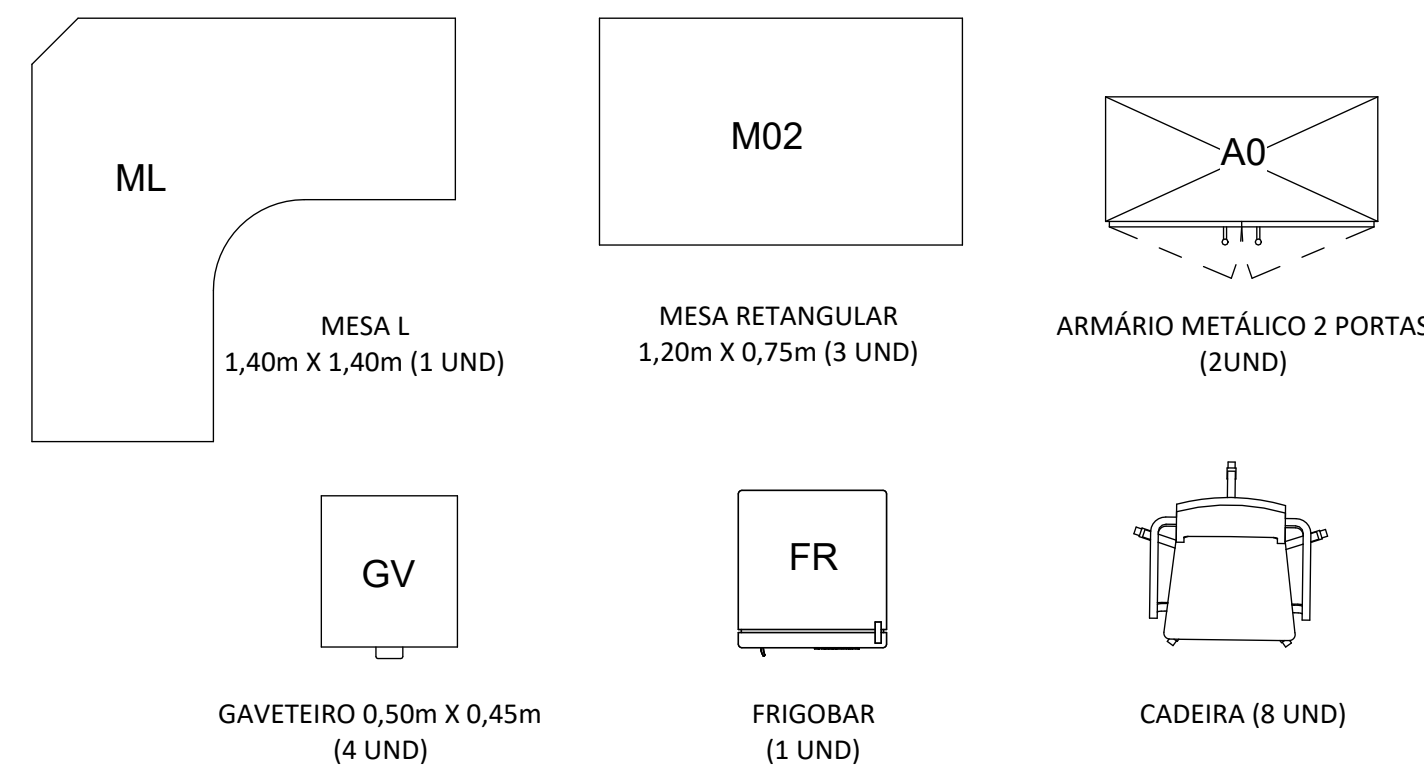 ML
MESA L
1,40m X 1,40m (1 UND)
M02
MESA RETANGULAR
1,20m X 0,75m (3 UND)
A0
ARMÁRIO METÁLICO 2 PORTAS
(2UND)
GV
GAVETEIRO 0,50m X 0,45m
(4 UND)
FR
FRIGOBAR
(1 UND)
CADEIRA (8 UND)